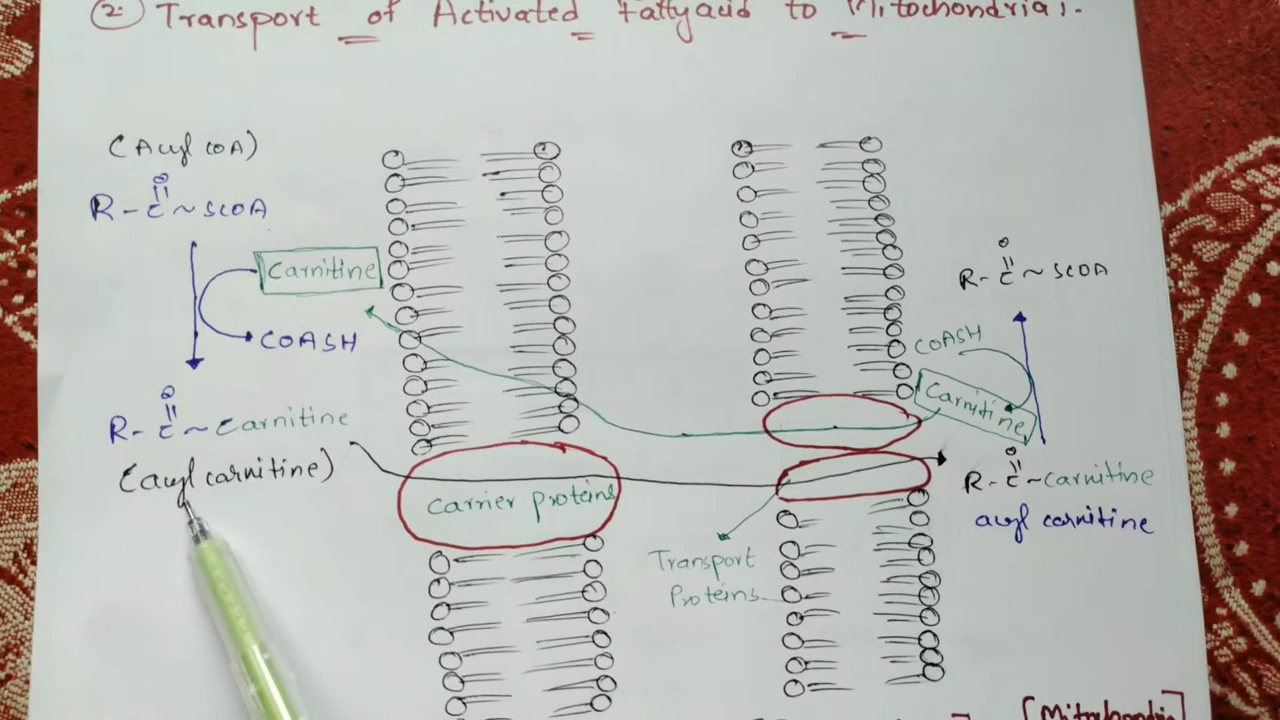 2. Transport of Activated Fattyacid to Mitochondria:-
(Acyl COA)
O
R-C~SCOA
Carnitine
COASH
O
R-C~Carnitine
(acyl carnitine)
Carrier proteins
Transport
Proteins
O
R-C~SCOA
COASH
Carnitine
O
R-C~Carnitine
acyl carnitine